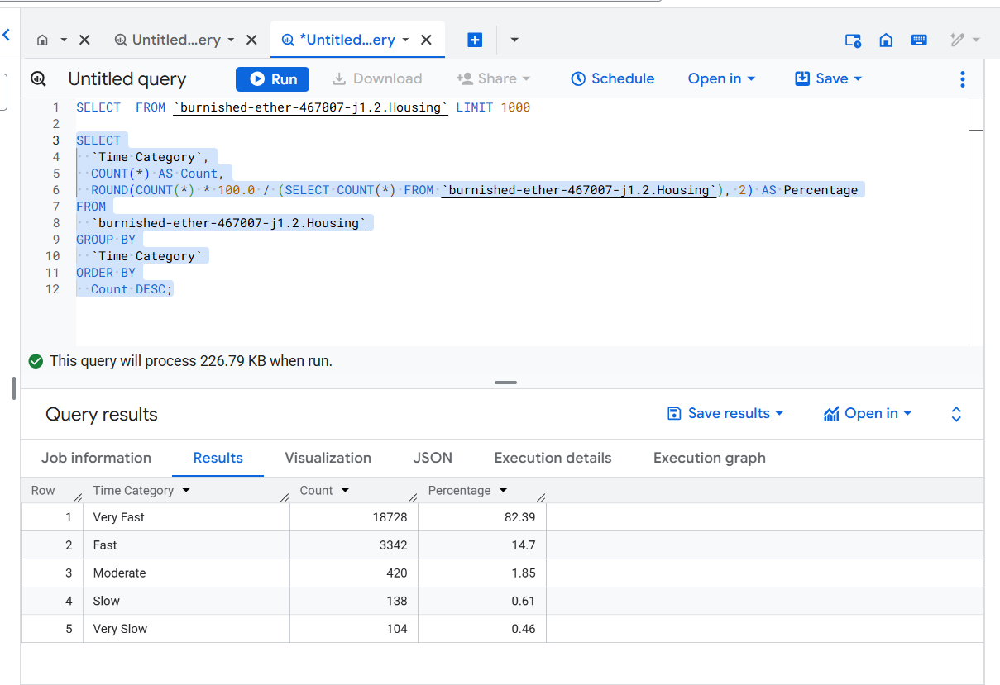 Untitled...ery
*Untitled...ery
Untitled query
Run
Download
Share
Schedule
Open in
Save
1 SELECT  FROM `burnished-ether-467007-j1.2.Housing` LIMIT 1000
2
3 SELECT
4   `Time Category`,
5   COUNT(*) AS Count,
6   ROUND(COUNT(*) * 100.0 / (SELECT COUNT(*) FROM `burnished-ether-467007-j1.2.Housing`), 2) AS Percentage
7 FROM
8   `burnished-ether-467007-j1.2.Housing`
9 GROUP BY
10   `Time Category`
11 ORDER BY
12   Count DESC;
This query will process 226.79 KB when run.
Query results
Save results
Open in
Job information
Results
Visualization
JSON
Execution details
Execution graph
Row Time Category Count Percentage
1 Very Fast 18728 82.39
2 Fast 3342 14.7
3 Moderate 420 1.85
4 Slow 138 0.61
5 Very Slow 104 0.46